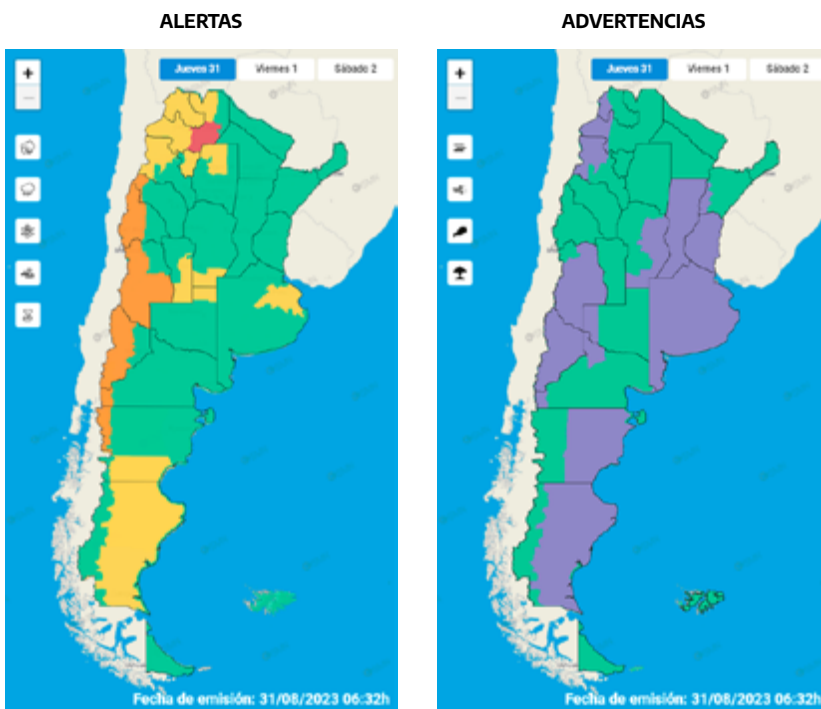 ALERTAS
ADVERTENCIAS
Jueves 31
Viernes 1
Sábado 2
Jueves 31
Viernes 1
Sábado 2
Fecha de emisión: 31/08/2023 06:32h
Fecha de emisión: 31/08/2023 06:32h